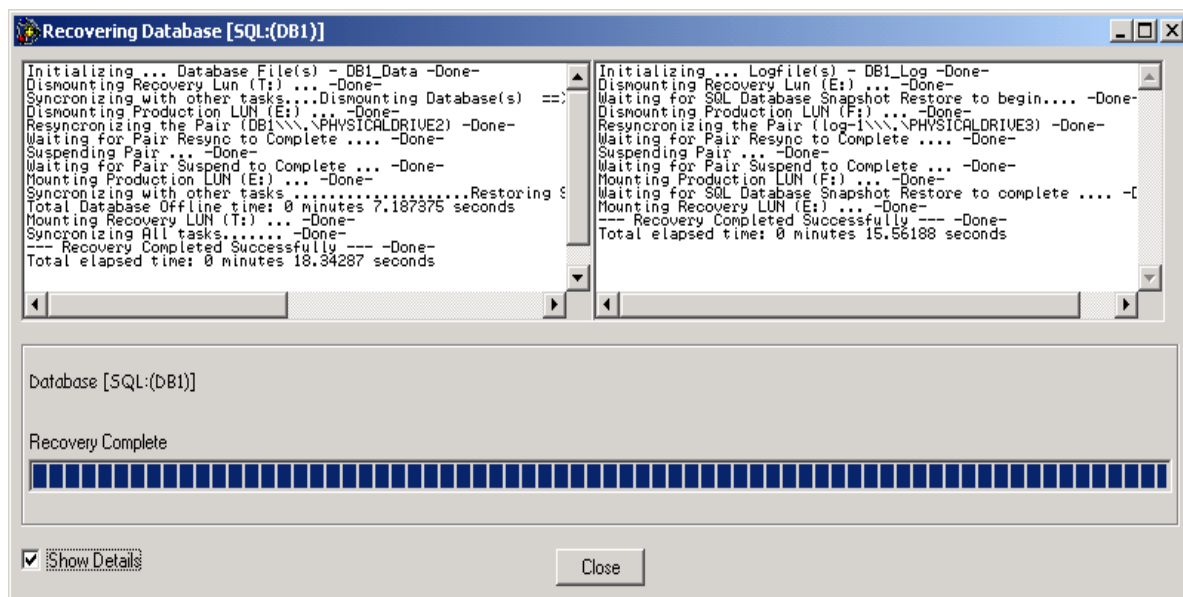 Recovering Database [SQL:(DB1)]
Initializing ... Database File(s) - DB1_Data -Done-
Dismounting Recovery Lun (T:) ... -Done-
Syncronizing with other tasks....Dismounting Database(s) ==>
Dismounting Production LUN (E:) ... -Done-
Resyncronizing the Pair (DB1\\\.\PHYSICALDRIVE2) -Done-
Waiting for Pair Resync to Complete .... -Done-
Suspending Pair ... -Done-
Waiting for Pair Suspend to Complete ... -Done-
Mounting Production LUN (E:) ... -Done-
Syncronizing with other tasks .....................Restoring S
Total Database Offline time: 0 minutes 7.187375 seconds
Mounting Recovery LUN (T:) ... -Done-
Syncronizing All tasks....... -Done-
--- Recovery Completed Successfully --- -Done-
Total elapsed time: 0 minutes 18.34287 seconds
Initializing ... Logfile(s) - DB1_Log -Done-
Dismounting Recovery Lun (E:) ... -Done-
Waiting for SQL Database Snapshot Restore to begin.... -Done-
Dismounting Production LUN (F:) ... -Done-
Resyncronizing the Pair (log-1\\\.\PHYSICALDRIVE3) -Done-
Waiting for Pair Resync to Complete .... -Done-
Suspending Pair ... -Done-
Waiting for Pair Suspend to Complete ... -Done-
Mounting Production LUN (F:) ... -Done-
Waiting for SQL Database Snapshot Restore to complete .... -D
Mounting Recovery LUN (E:) ... -Done-
--- Recovery Completed Successfully --- -Done-
Total elapsed time: 0 minutes 15.56188 seconds
Database [SQL:(DB1)]
Recovery Complete
Show Details
Close